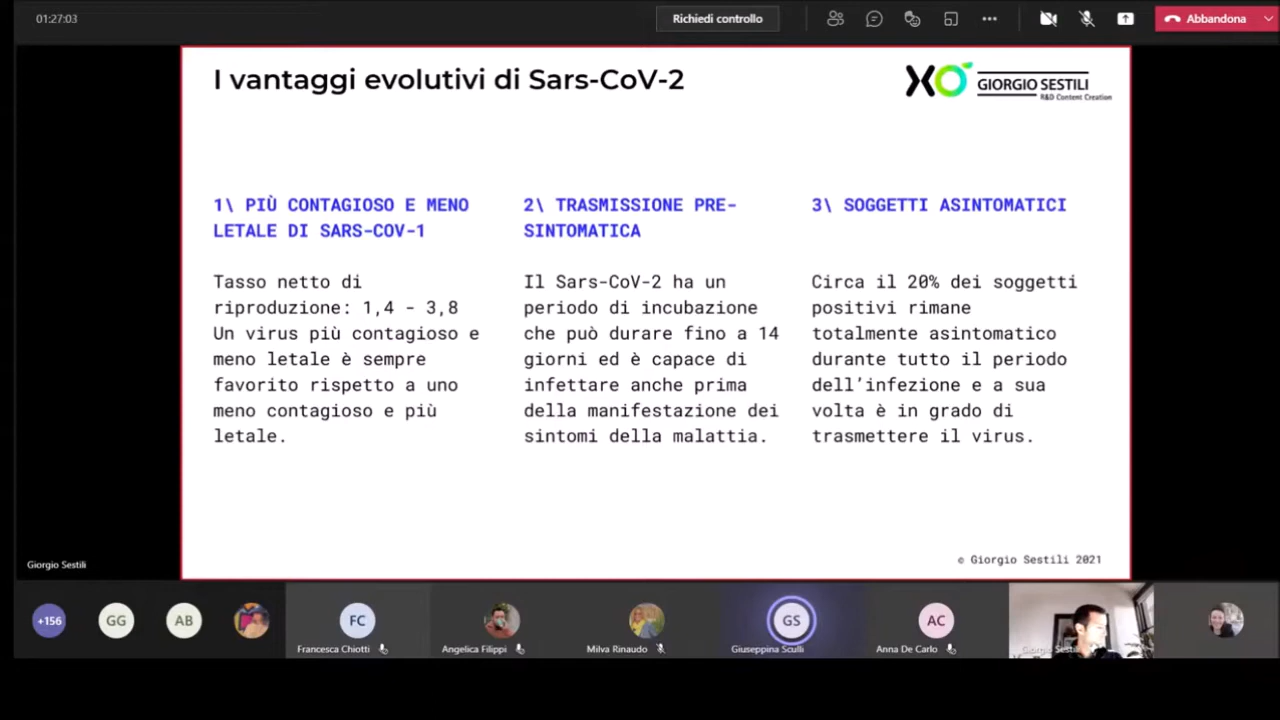 01:27:03
Richiedi controllo
Abbandona
I vantaggi evolutivi di Sars-CoV-2
XO
GIORGIO SESTILI
R&D Content Creation
1\ PIÙ CONTAGIOSO E MENO
LETALE DI SARS-COV-1
Tasso netto di
riproduzione: 1,4 - 3,8
Un virus più contagioso e
meno letale è sempre
favorito rispetto a uno
meno contagioso e più
letale.
2\ TRASMISSIONE PRE-
SINTOMATICA
Il Sars-CoV-2 ha un
periodo di incubazione
che può durare fino a 14
giorni ed è capace di
infettare anche prima
della manifestazione dei
sintomi della malattia.
3\ SOGGETTI ASINTOMATICI
Circa il 20% dei soggetti
positivi rimane
totalmente asintomatico
durante tutto il periodo
dell’infezione e a sua
volta è in grado di
trasmettere il virus.
© Giorgio Sestili 2021
Giorgio Sestili
+156
GG
AB
FC
Francesca Chiotti
Angelica Filippi
Milva Rinaudo
GS
Giuseppina Sculli
AC
Anna De Carlo
Giorgio Sestili